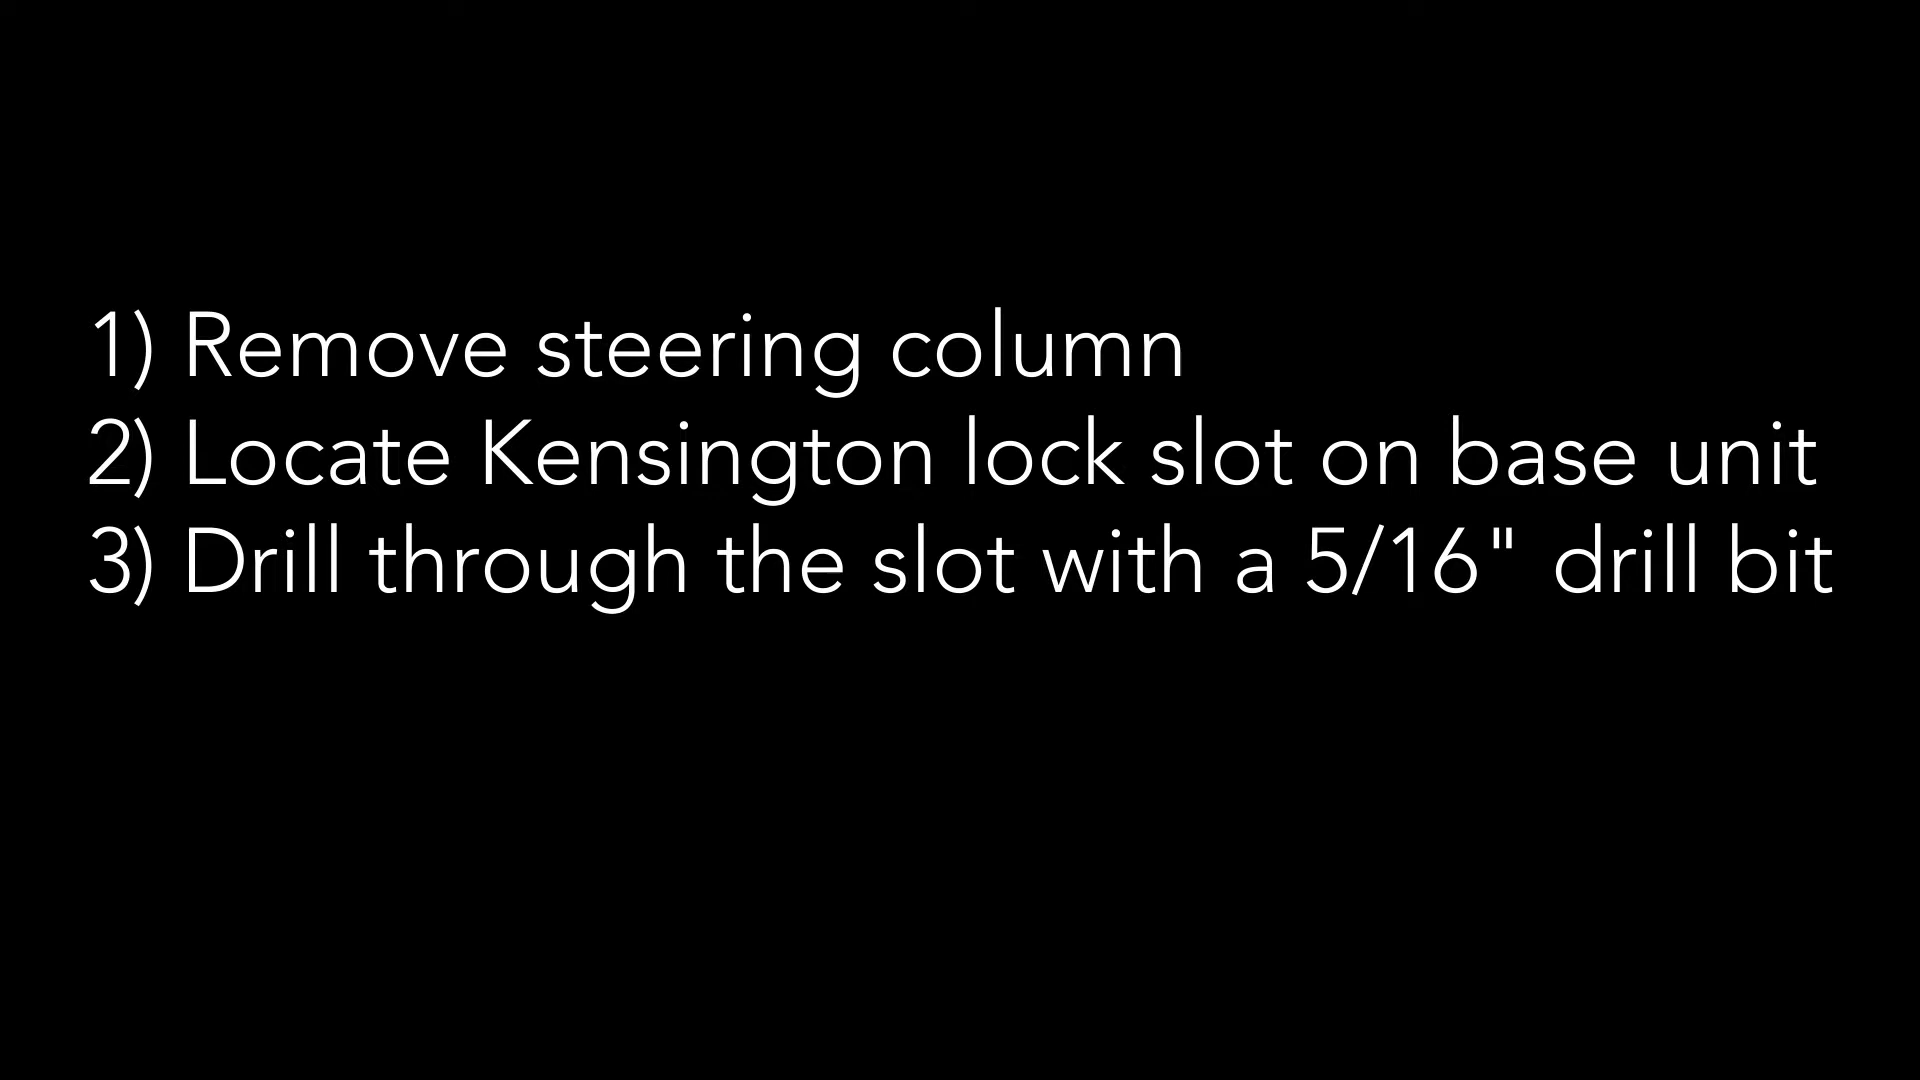 1) Remove steering column
2) Locate Kensington lock slot on base unit
3) Drill through the slot with a 5/16" drill bit